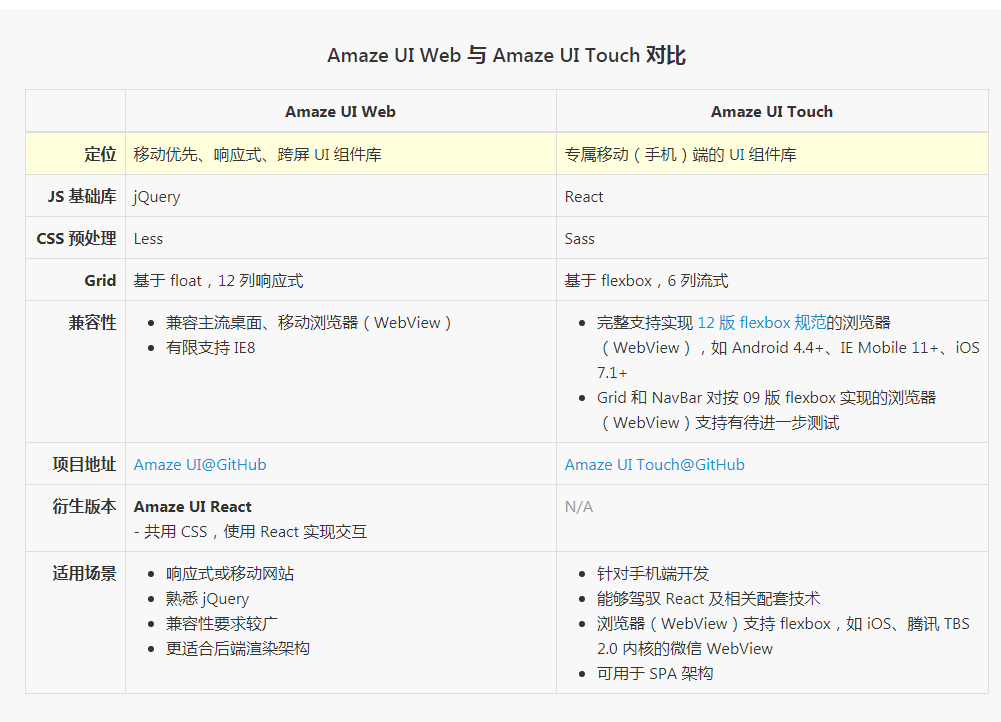 Amaze UI Web 与 Amaze UI Touch 对比
Amaze UI Web
Amaze UI Touch
定位
移动优先、响应式、跨屏 UI 组件库
专属移动（手机）端的 UI 组件库
JS 基础库
jQuery
React
CSS 预处理
Less
Sass
Grid
基于 float，12 列响应式
基于 flexbox，6 列流式
兼容性
兼容主流桌面、移动浏览器（WebView）
有限支持 IE8
完整支持实现 12 版 flexbox 规范的浏览器
（WebView），如 Android 4.4+、IE Mobile 11+、iOS
7.1+
Grid 和 NavBar 对按 09 版 flexbox 实现的浏览器
（WebView）支持有待进一步测试
项目地址
Amaze UI@GitHub
Amaze UI Touch@GitHub
衍生版本
Amaze UI React
- 共用 CSS，使用 React 实现交互
N/A
适用场景
响应式或移动网站
熟悉 jQuery
兼容性要求较广
更适合后端渲染架构
针对手机端开发
能够驾驭 React 及相关配套技术
浏览器（WebView）支持 flexbox，如 iOS、腾讯 TBS
2.0 内核的微信 WebView
可用于 SPA 架构